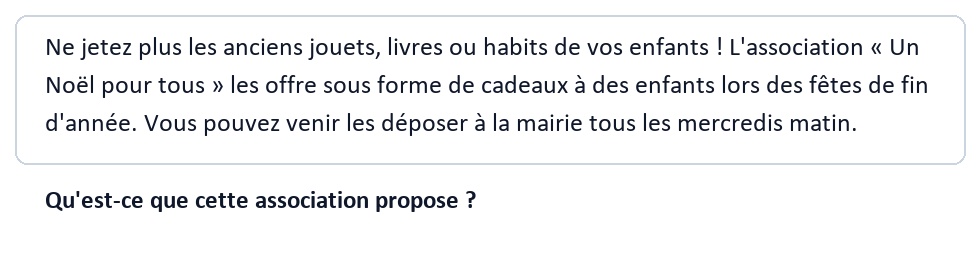 Ne jetez plus les anciens jouets, livres ou habits de vos enfants ! L'association « Un
Noël pour tous » les offre sous forme de cadeaux à des enfants lors des fêtes de fin
d'année. Vous pouvez venir les déposer à la mairie tous les mercredis matin.
Qu'est-ce que cette association propose ?